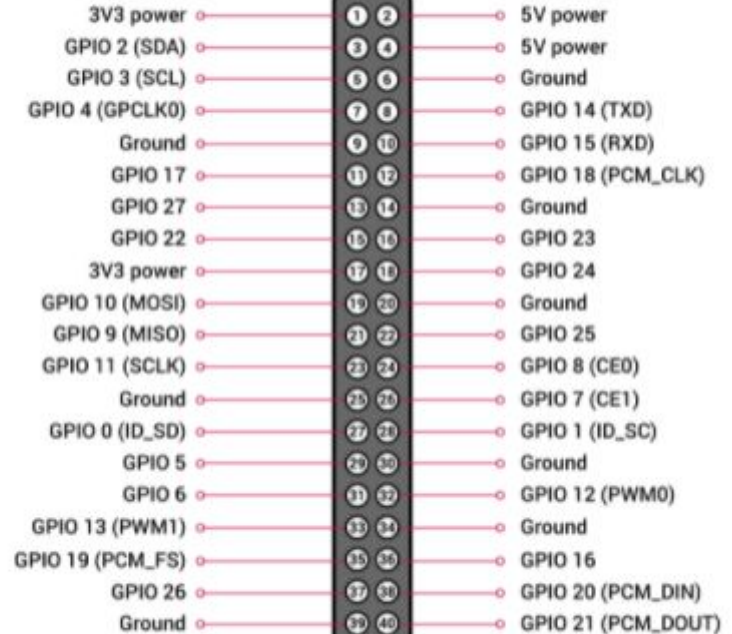 3V3 power 1 2 5V power
GPIO 2 (SDA) 3 4 5V power
GPIO 3 (SCL) 5 6 Ground
GPIO 4 (GPCLK0) 7 8 GPIO 14 (TXD)
Ground 9 10 GPIO 15 (RXD)
GPIO 17 11 12 GPIO 18 (PCM_CLK)
GPIO 27 13 14 Ground
GPIO 22 15 16 GPIO 23
3V3 power 17 18 GPIO 24
GPIO 10 (MOSI) 19 20 Ground
GPIO 9 (MISO) 21 22 GPIO 25
GPIO 11 (SCLK) 23 24 GPIO 8 (CE0)
Ground 25 26 GPIO 7 (CE1)
GPIO 0 (ID_SD) 27 28 GPIO 1 (ID_SC)
GPIO 5 29 30 Ground
GPIO 6 31 32 GPIO 12 (PWM0)
GPIO 13 (PWM1) 33 34 Ground
GPIO 19 (PCM_FS) 35 36 GPIO 16
GPIO 26 37 38 GPIO 20 (PCM_DIN)
Ground 39 40 GPIO 21 (PCM_DOUT)